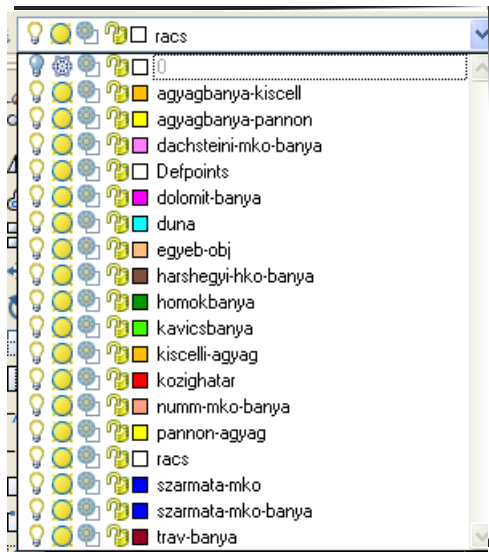 racs
0
agyagbanya-kiscell
agyagbanya-pannon
dachsteini-mko-banya
Defpoints
dolomit-banya
duna
egyeb-obj
harshegyi-hko-banya
homokbanya
kavicsbanya
kiscelli-agyag
kozighatar
numm-mko-banya
pannon-agyag
racs
szarmata-mko
szarmata-mko-banya
trav-banya